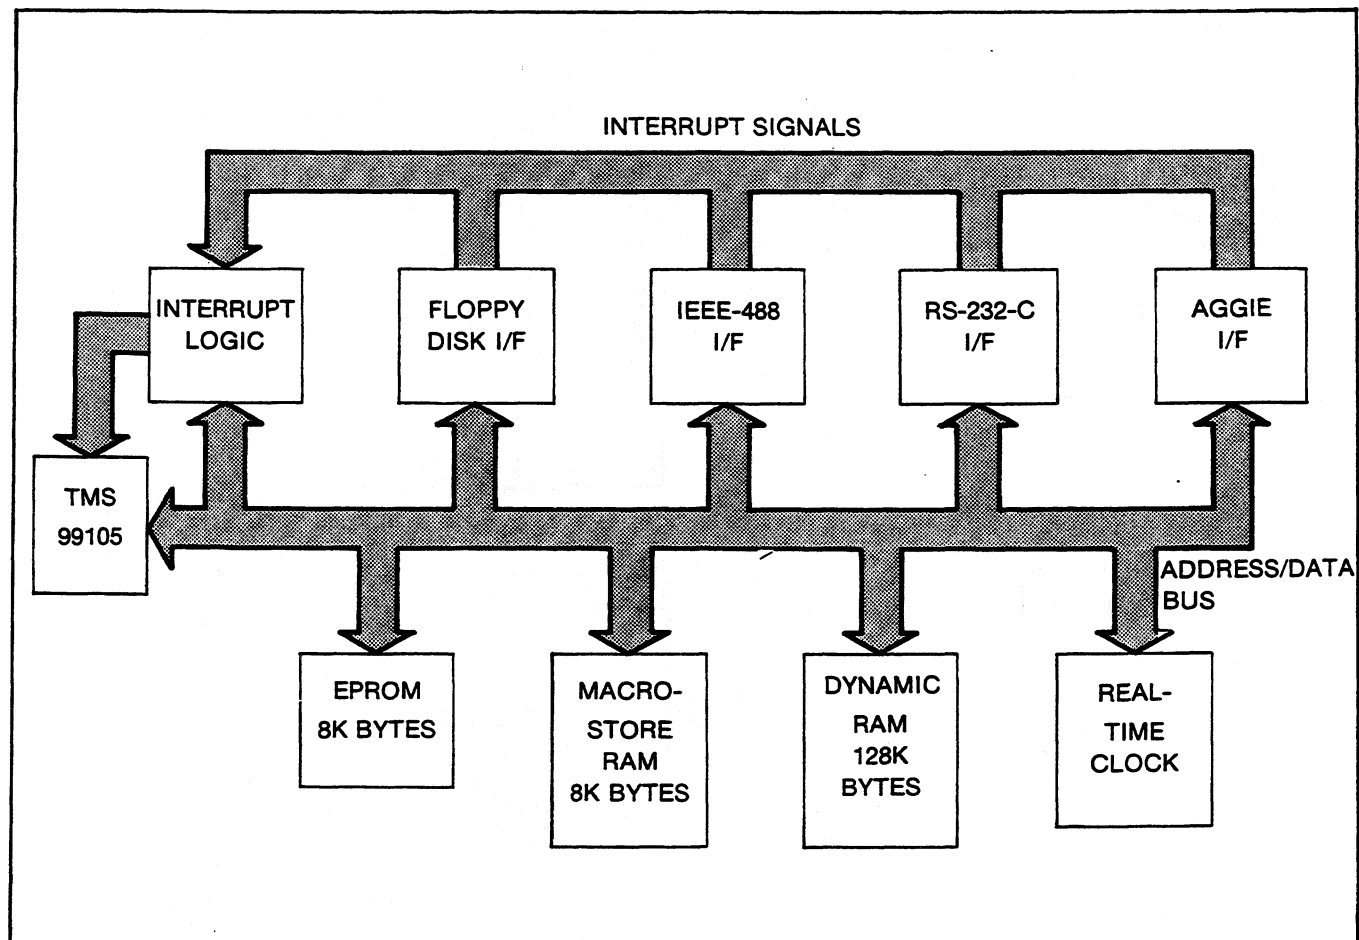 INTERRUPT SIGNALS
INTERRUPT
LOGIC
FLOPPY
DISK I/F
IEEE-488
I/F
RS-232-C
I/F
AGGIE
I/F
TMS
99105
ADDRESS/DATA
BUS
EPROM
8K BYTES
MACRO-
STORE
RAM
8K BYTES
DYNAMIC
RAM
128K
BYTES
REAL-
TIME
CLOCK